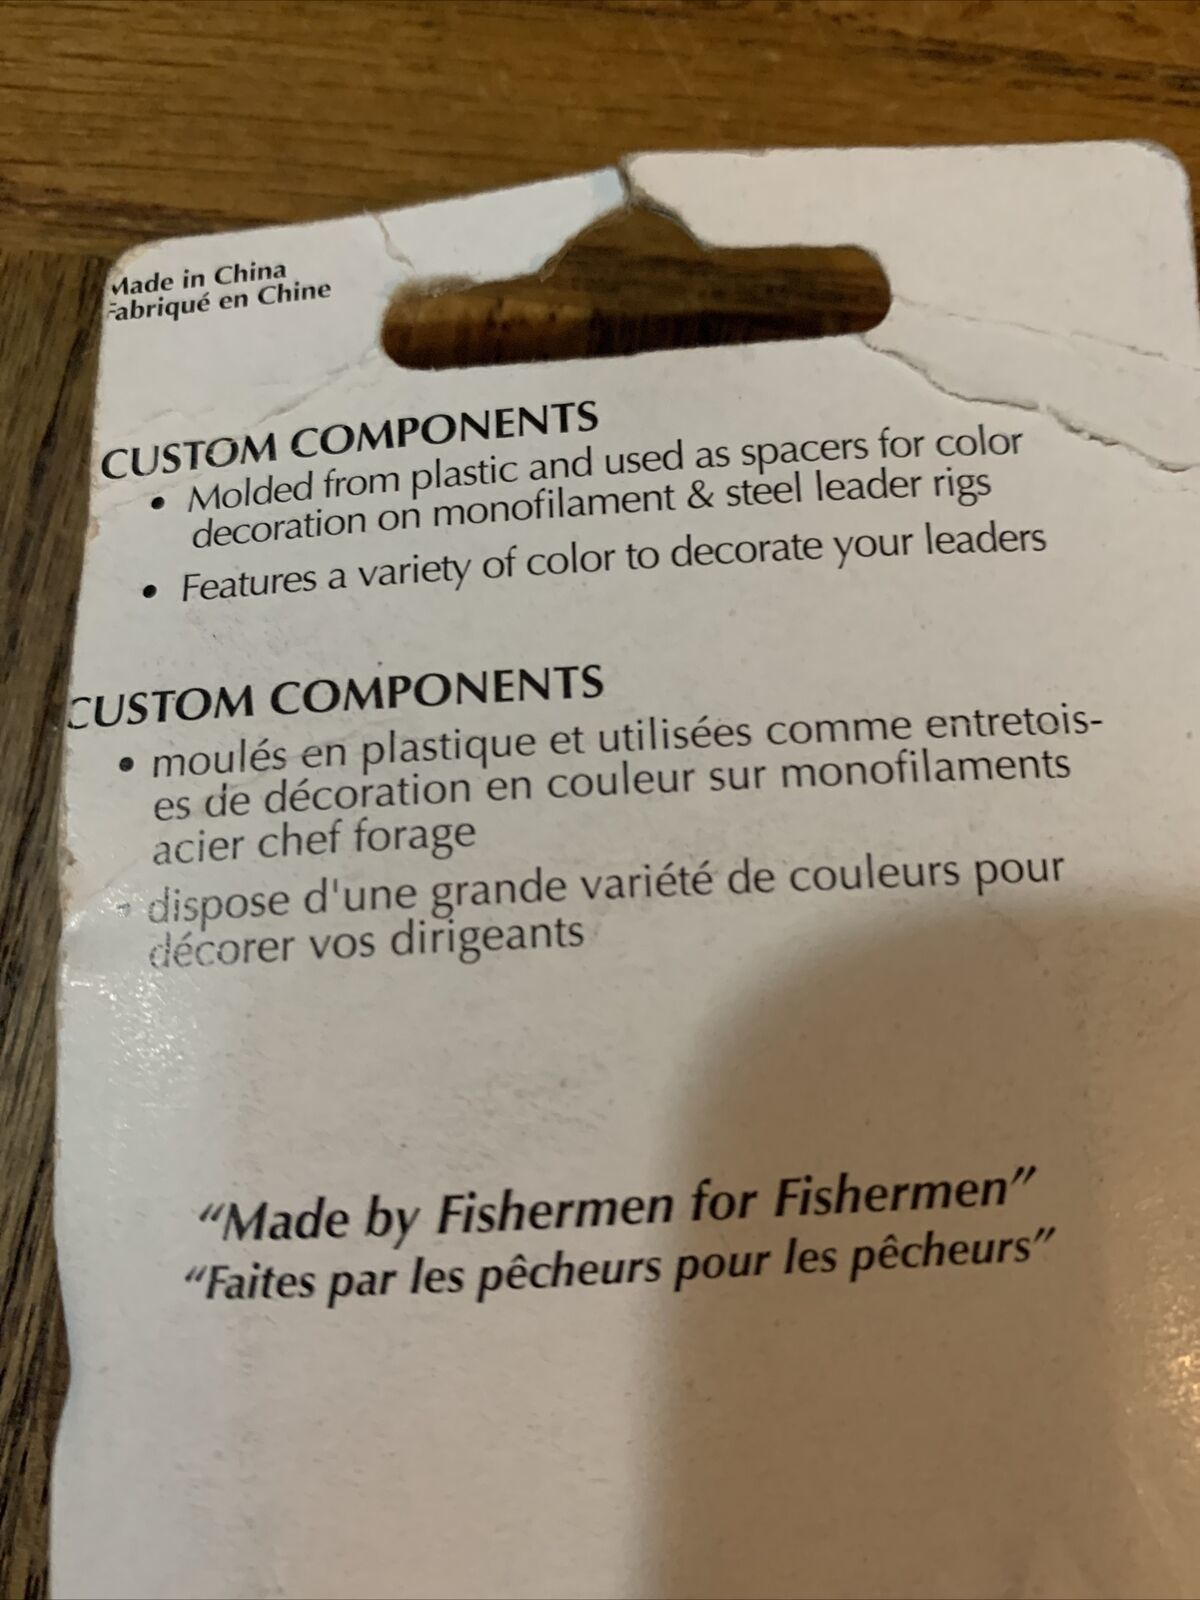 Made in China
Fabriqué en Chine
CUSTOM COMPONENTS
• Molded from plastic and used as spacers for color
decoration on monofilament & steel leader rigs
• Features a variety of color to decorate your leaders
CUSTOM COMPONENTS
• moulés en plastique et utilisées comme entretois-
es de décoration en couleur sur monofilaments
acier chef forage
• dispose d'une grande variété de couleurs pour
décorer vos dirigeants
“Made by Fishermen for Fishermen”
“Faites par les pêcheurs pour les pêcheurs”